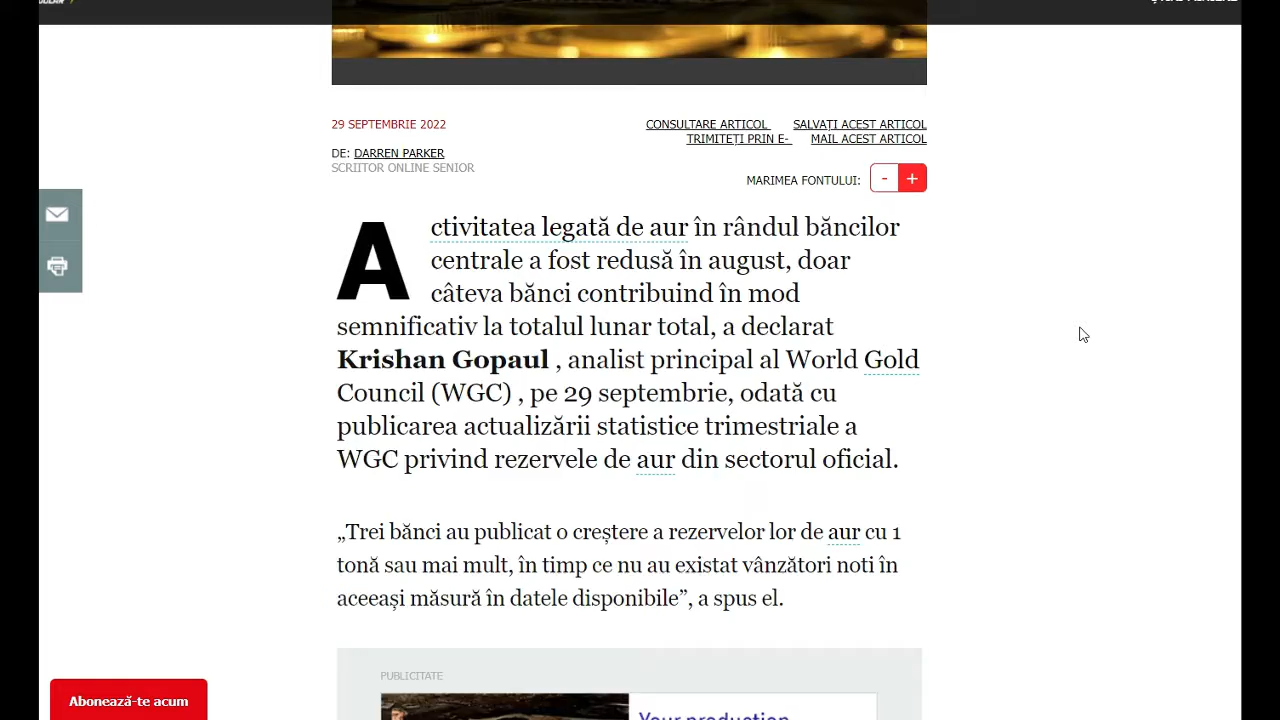 29 SEPTEMBRIE 2022
CONSULTARE ARTICOL SALVAȚI ACEST ARTICOL
TRIMITEȚI PRIN E- MAIL ACEST ARTICOL
DE: DARREN PARKER
SCRIITOR ONLINE SENIOR
MARIMEA FONTULUI: - +
Activitatea legată de aur în rândul băncilor
centrale a fost redusă în august, doar
câteva bănci contribuind în mod
semnificativ la totalul lunar total, a declarat
Krishan Gopaul , analist principal al World Gold
Council (WGC) , pe 29 septembrie, odată cu
publicarea actualizării statistice trimestriale a
WGC privind rezervele de aur din sectorul oficial.
„Trei bănci au publicat o creștere a rezervelor lor de aur cu 1
tonă sau mai mult, în timp ce nu au existat vânzători noti în
aceeași măsură în datele disponibile”, a spus el.
PUBLICITATE
Your production
Abonează-te acum